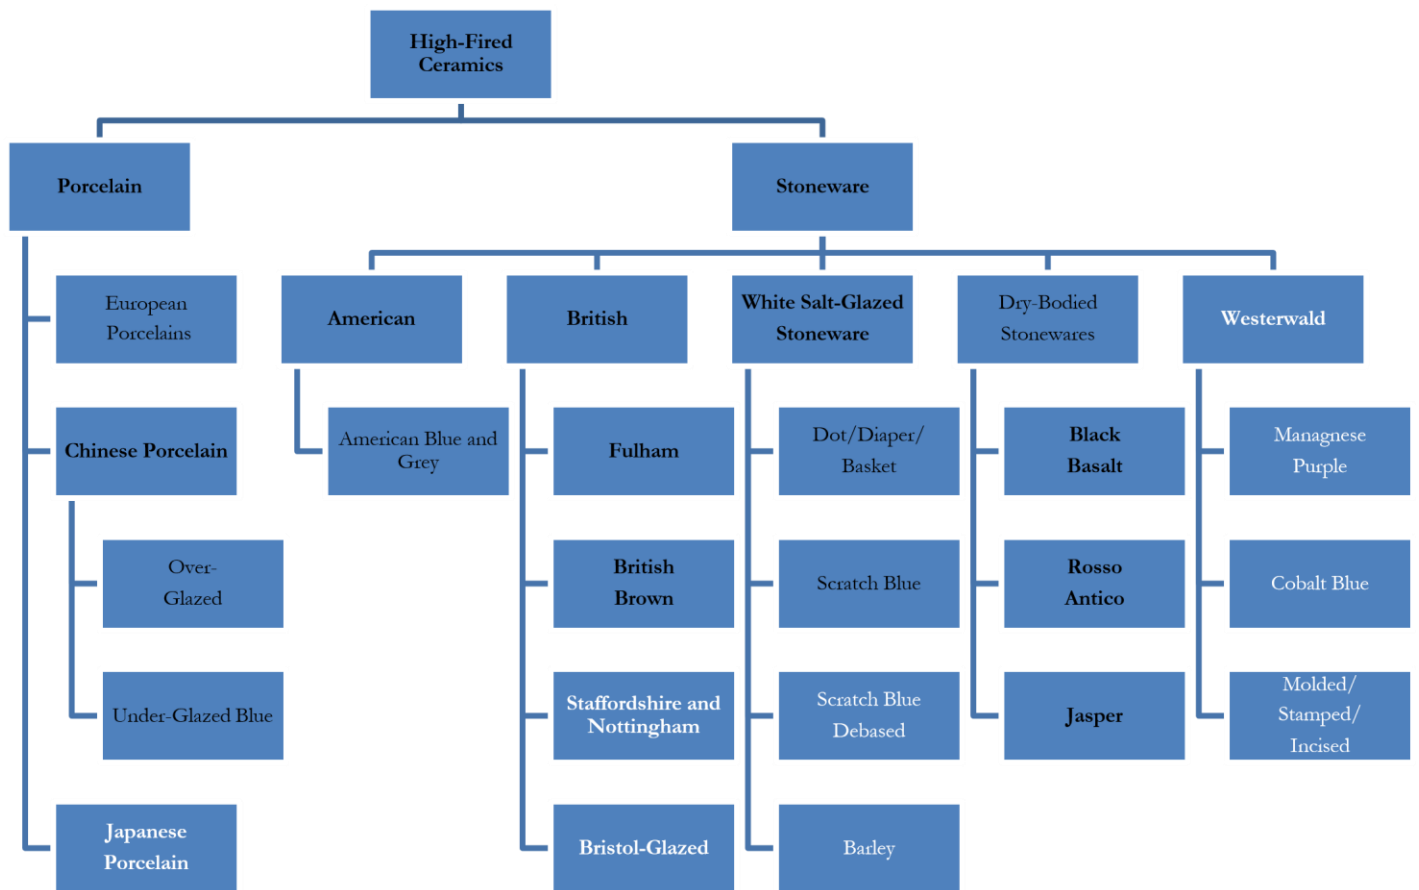 High-Fired
Ceramics
Porcelain
Stoneware
European
Porcelains
American
British
White Salt-Glazed
Stoneware
Dry-Bodied
Stonewares
Westerwald
Chinese Porcelain
American Blue and
Grey
Fulham
Dot/Diaper/
Basket
Black
Basalt
Managnese
Purple
Over-
Glazed
British
Brown
Scratch Blue
Rosso
Antico
Cobalt Blue
Under-Glazed Blue
Staffordshire and
Nottingham
Scratch Blue
Debased
Jasper
Molded/
Stamped/
Incised
Japanese
Porcelain
Bristol-Glazed
Barley